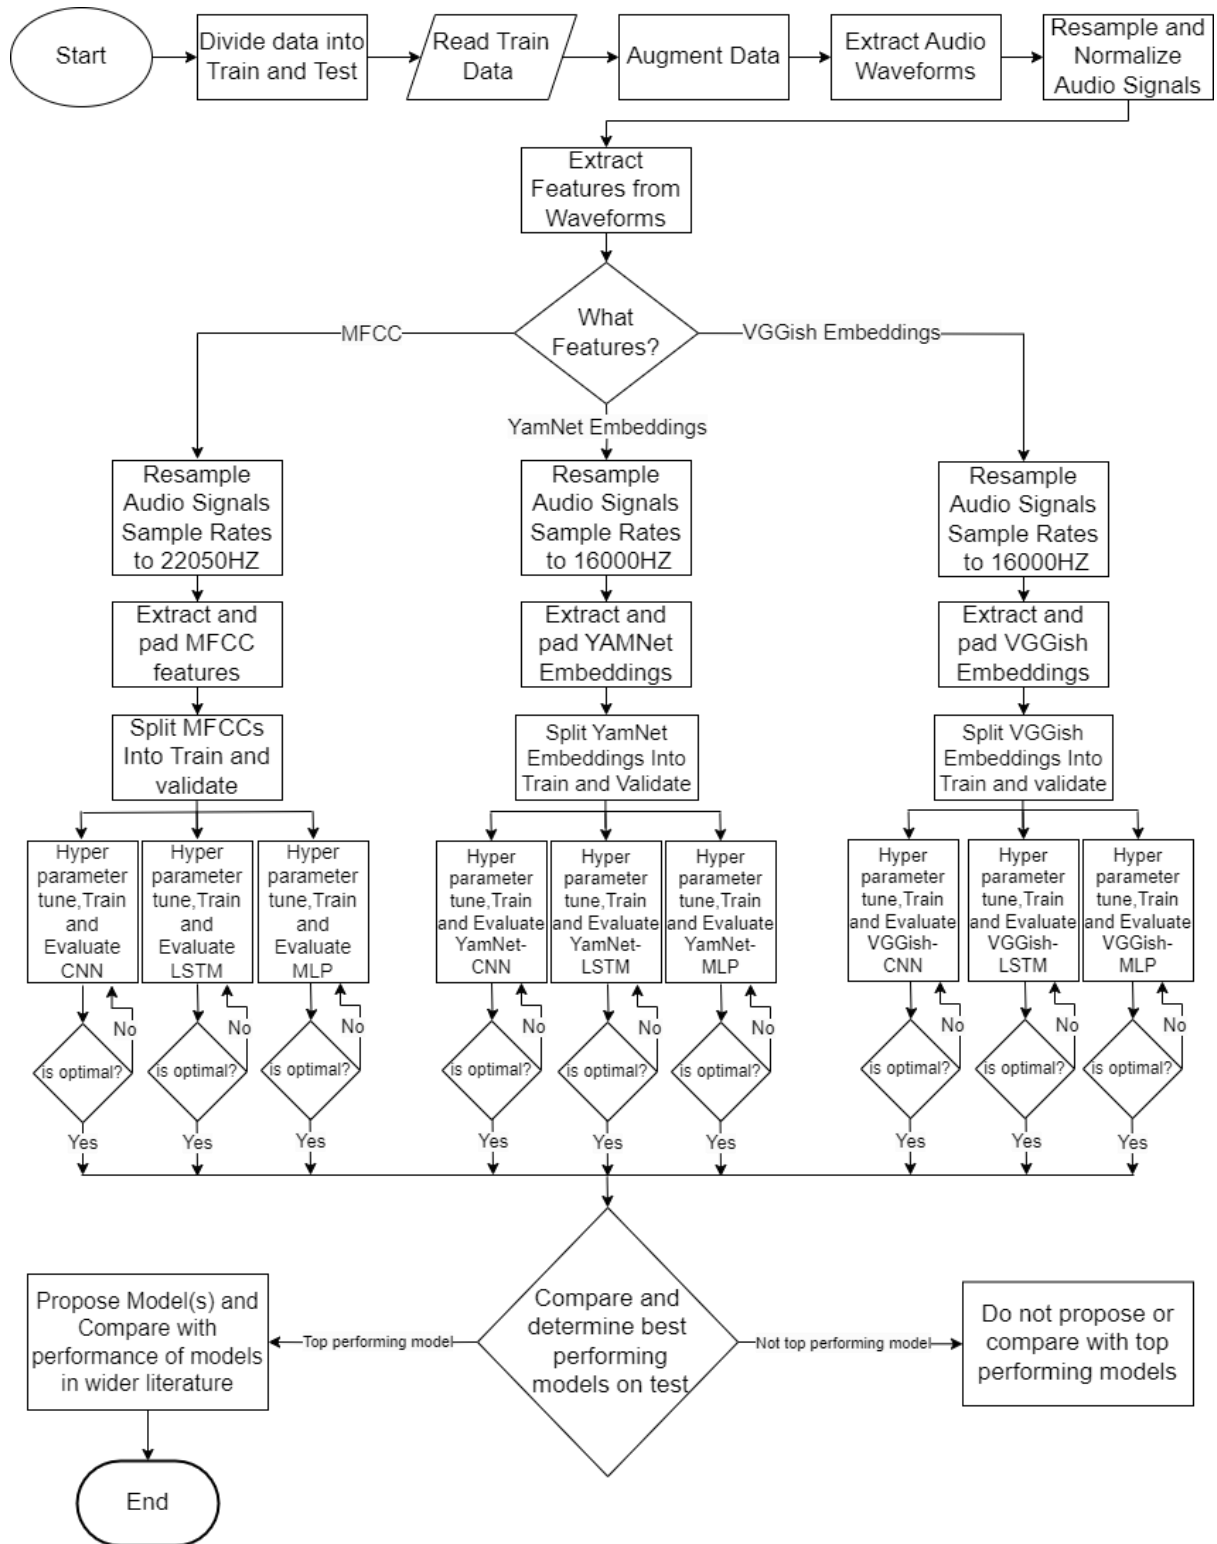 Start
Divide data into
Train and Test
Read Train
Data
Augment Data
Extract Audio
Waveforms
Resample and
Normalize
Audio Signals
Extract
Features from
Waveforms
What
Features?
MFCC
VGGish Embeddings
YamNet Embeddings
Resample
Audio Signals
Sample Rates
to 22050HZ
Resample
Audio Signals
Sample Rates
to 16000HZ
Resample
Audio Signals
Sample Rates
to 16000HZ
Extract and
pad MFCC
features
Extract and
pad YAMNet
Embeddings
Extract and
pad VGGish
Embeddings
Split MFCCs
Into Train and
validate
Split YamNet
Embeddings Into
Train and Validate
Split VGGish
Embeddings Into
Train and validate
Hyper
parameter
tune,Train
and
Evaluate
CNN
Hyper
parameter
tune,Train
and
Evaluate
LSTM
Hyper
parameter
tune,Train
and
Evaluate
MLP
Hyper
parameter
tune,Train
and Evaluate
YamNet-
CNN
Hyper
parameter
tune,Train
and Evaluate
YamNet-
LSTM
Hyper
parameter
tune,Train
and Evaluate
YamNet-
MLP
Hyper
parameter
tune,Train
and Evaluate
VGGish-
CNN
Hyper
parameter
tune,Train
and Evaluate
VGGish-
LSTM
Hyper
parameter
tune,Train
and Evaluate
VGGish-
MLP
No
No
No
No
No
No
No
No
No
is optimal?
is optimal?
is optimal?
is optimal?
is optimal?
is optimal?
is optimal?
is optimal?
is optimal?
Yes
Yes
Yes
Yes
Yes
Yes
Yes
Yes
Yes
Propose Model(s) and
Compare with
performance of models
in wider literature
Top performing model
Compare and
determine best
performing
models on test
Not top performing model
Do not propose or
compare with top
performing models
End